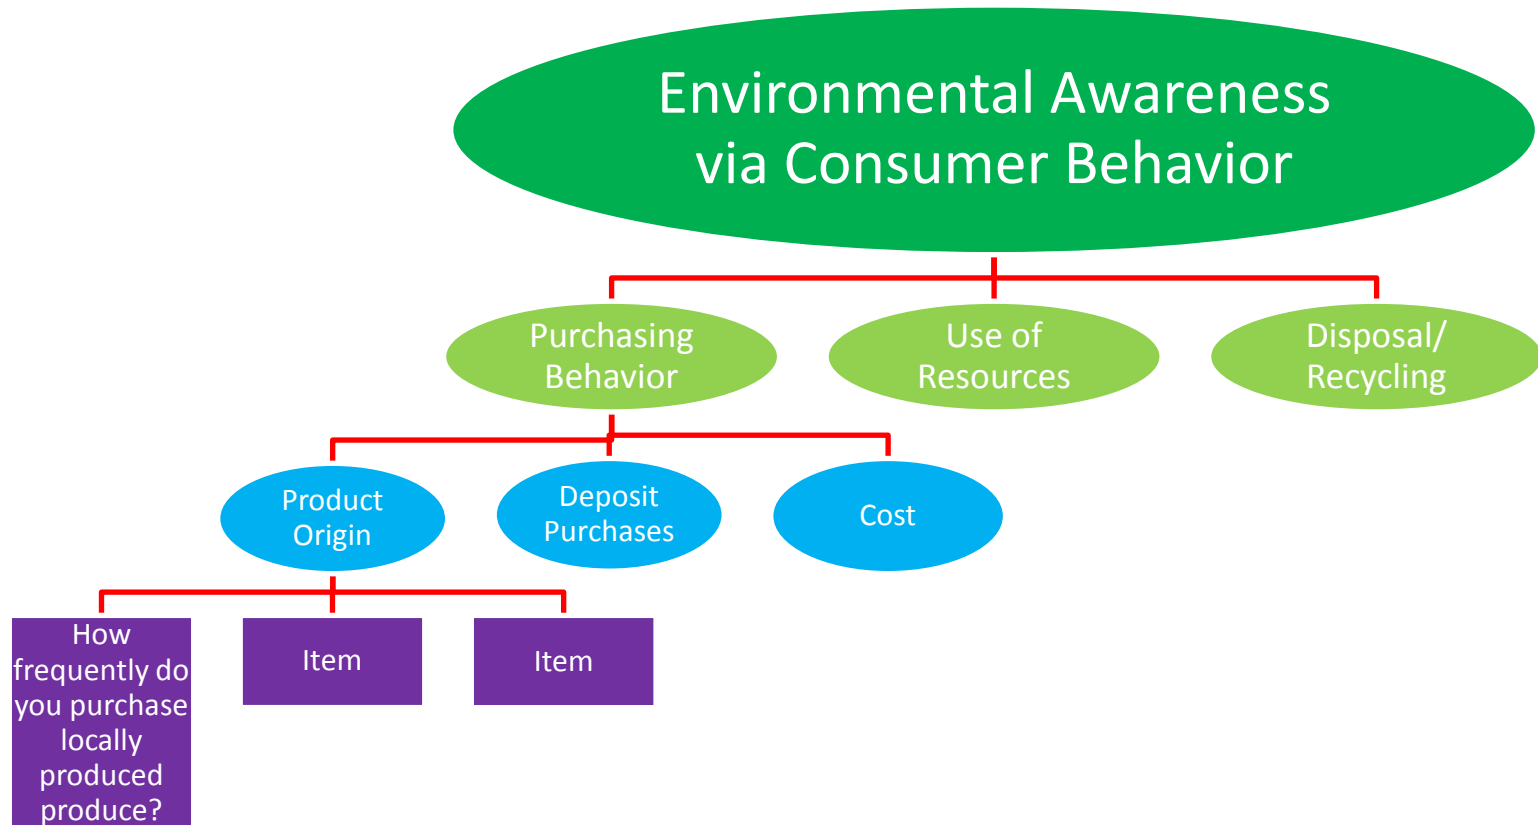 Environmental Awareness
via Consumer Behavior
Purchasing
Behavior
Use of
Resources
Disposal/
Recycling
Product
Origin
Deposit
Purchases
Cost
How
frequently do
you purchase
locally
produced
produce?
Item
Item